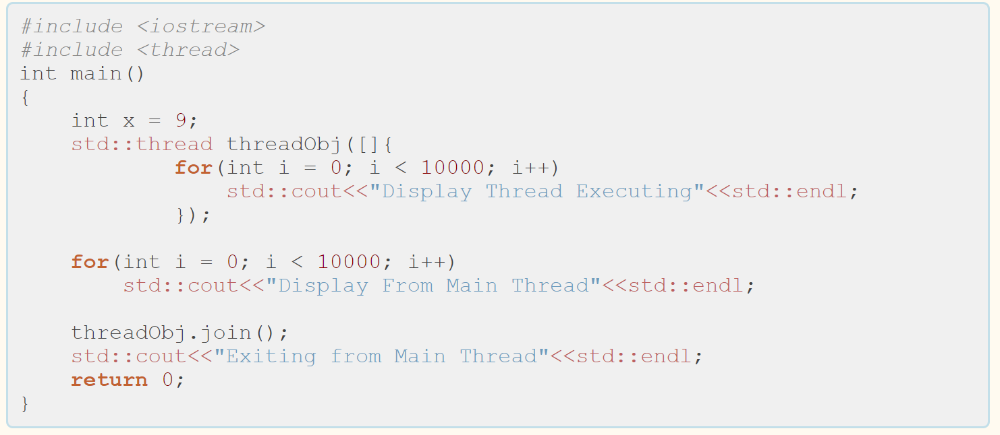 #include <iostream>
#include <thread>
int main()
{
    int x = 9;
    std::thread threadObj([]{
            for(int i = 0; i < 10000; i++)
                std::cout<<"Display Thread Executing"<<std::endl;
            });

    for(int i = 0; i < 10000; i++)
        std::cout<<"Display From Main Thread"<<std::endl;

    threadObj.join();
    std::cout<<"Exiting from Main Thread"<<std::endl;
    return 0;
}